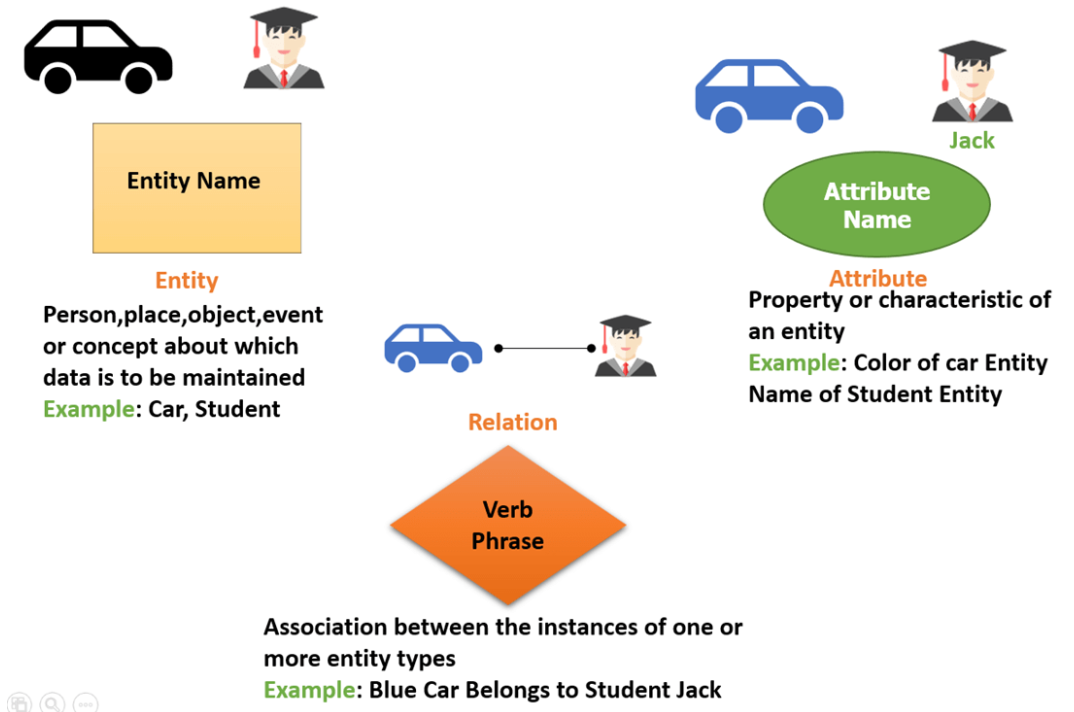 Entity Name
Entity
Person,place,object,event
or concept about which
data is to be maintained
Example: Car, Student
Jack
Attribute
Name
Attribute
Property or characteristic of
an entity
Example: Color of car Entity
Name of Student Entity
Relation
Verb
Phrase
Association between the instances of one or
more entity types
Example: Blue Car Belongs to Student Jack